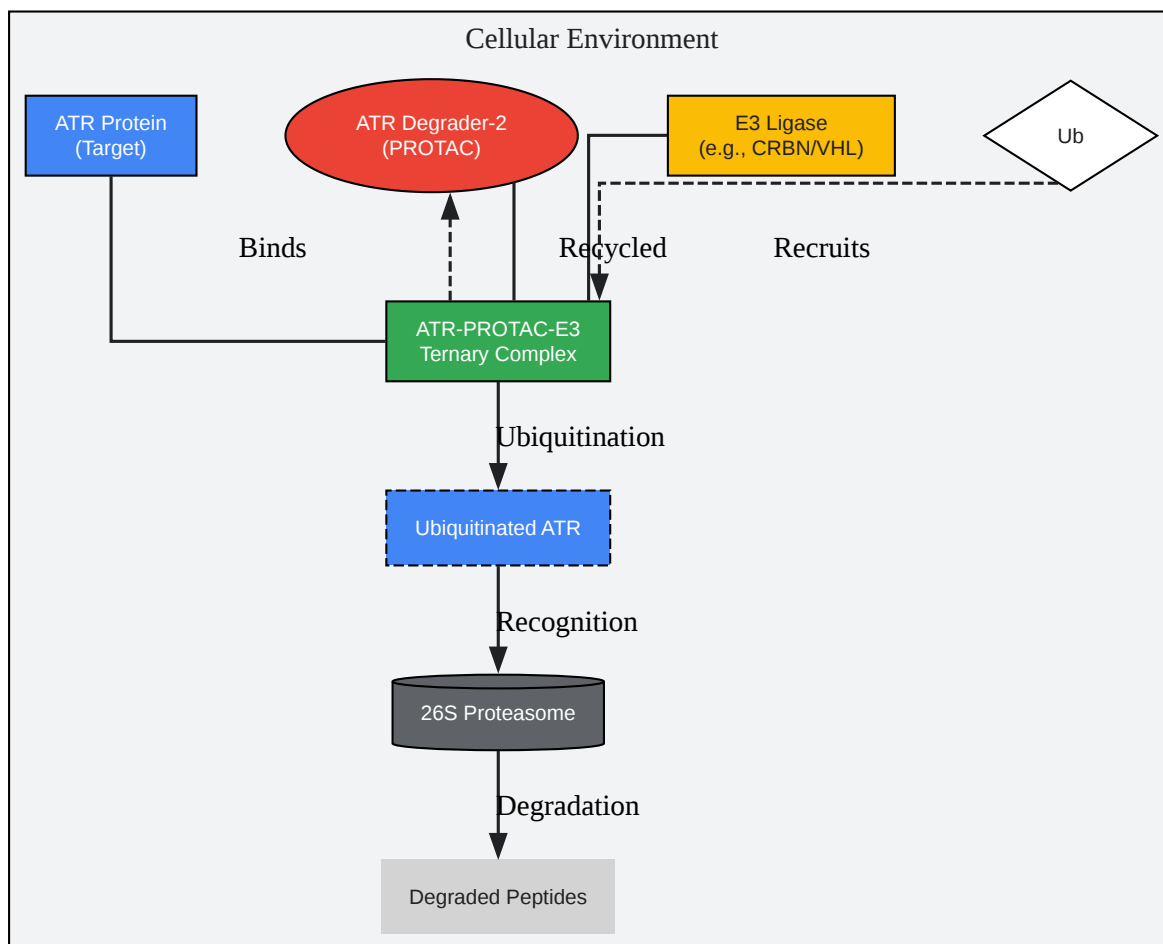 Cellular Environment
ATR Protein
(Target)
ATR Degrader-2
(PROTAC)
E3 Ligase
(e.g., CRBN/VHL)
Ub
Binds
Recycled
Recruits
ATR-PROTAC-E3
Ternary Complex
Ubiquitination
Ubiquitinated ATR
Recognition
26S Proteasome
Degradation
Degraded Peptides